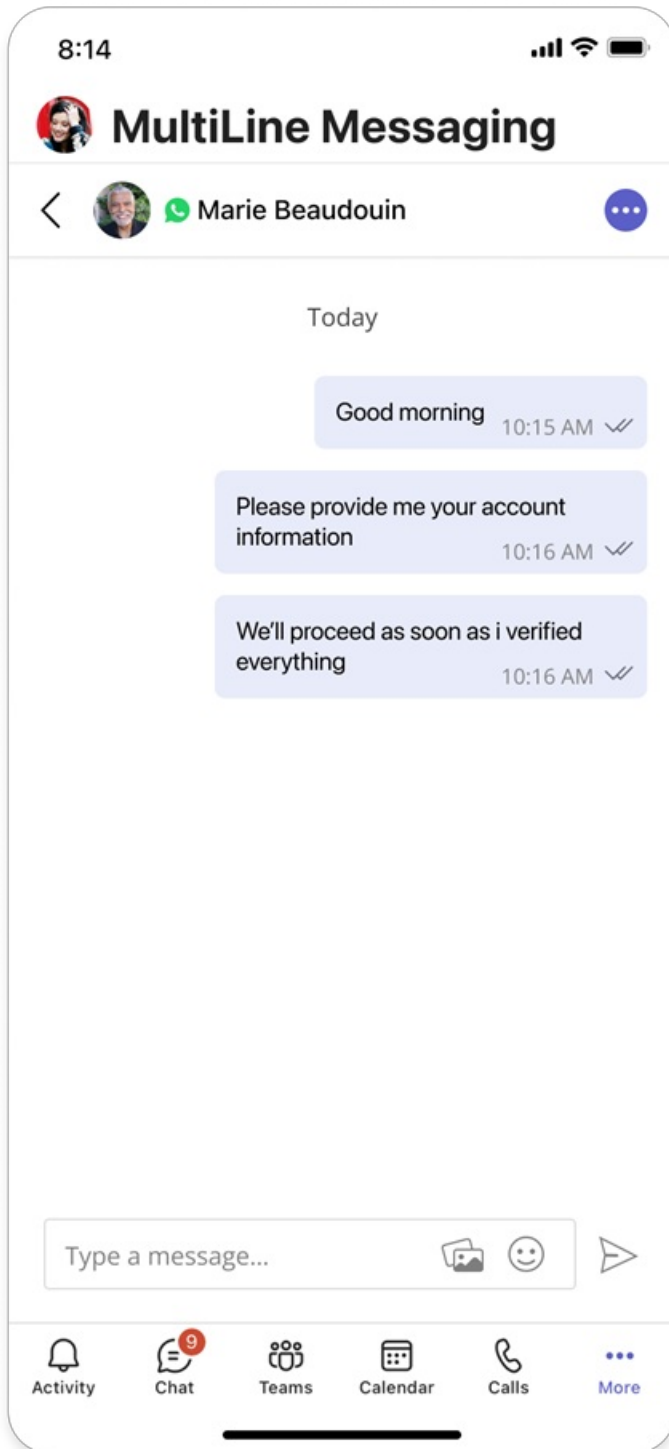 8:14
MultiLine Messaging
Marie Beaudouin
Today
Good morning
10:15 AM
Please provide me your account
information
10:16 AM
We'll proceed as soon as i verified
everything
10:16 AM
Type a message...
9
Activity
Chat
Teams
Calendar
Calls
More